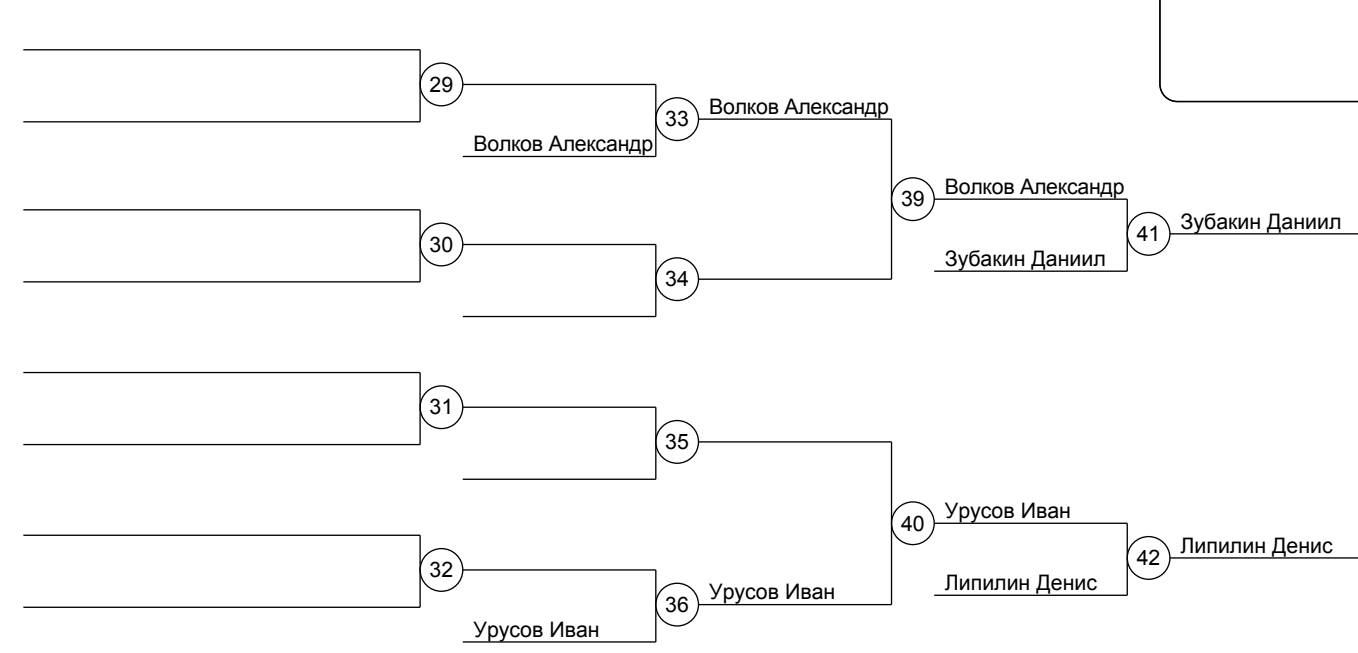 29
33
Волков Александр
Волков Александр
39
Волков Александр
30
41
Зубакин Даниил
Зубакин Даниил
34
31
35
40
Урусов Иван
42
Липилин Денис
32
Липилин Денис
36
Урусов Иван
Урусов Иван